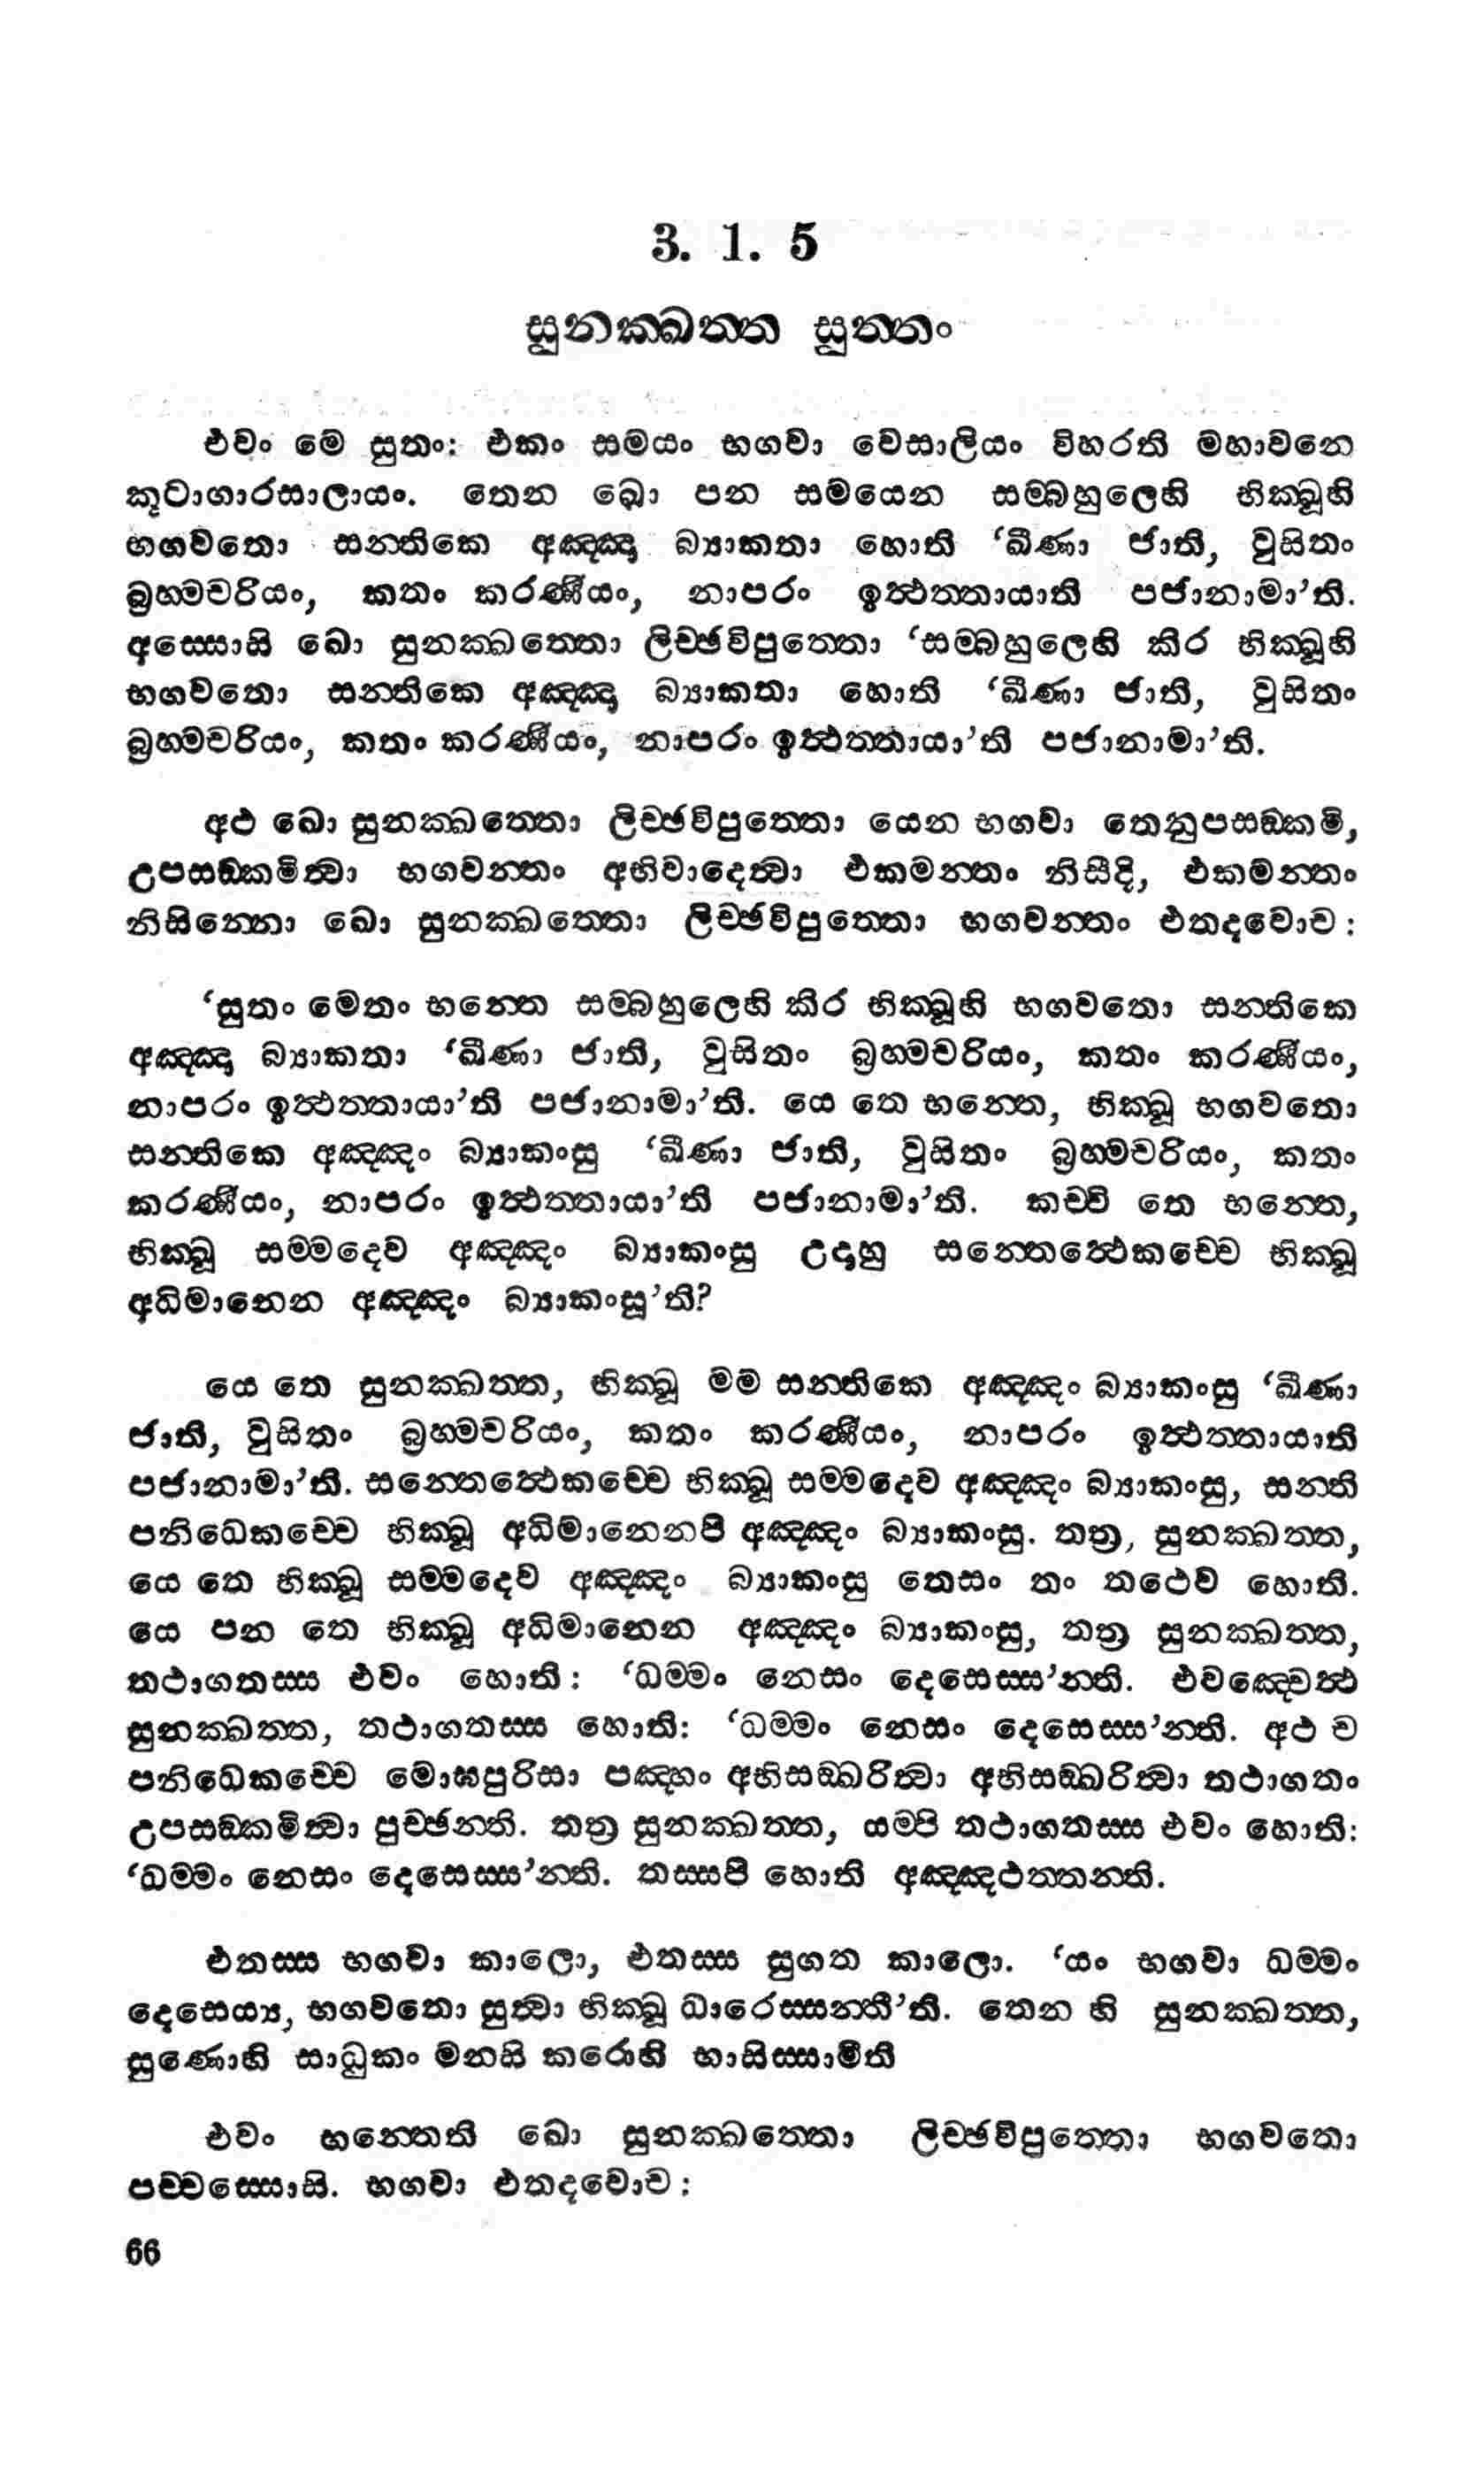 3. 1. 5
සුනක්ඛත්ත සුත්තං
එවං මෙ සුතං: එකං සමයං භගවා වෙසාලියං විහරති මහාවනෙ
කූටාගාරසාලායං. තෙන ඛො පන සමයෙන සම්බහුලෙහි භික්ඛූහි
භගවතො සන්තිකෙ අඤ්ඤා බ්‍යාකතා හොති ‘ඛීණා ජාති, වුසිතං
බ්‍රහ්මචරියං, කතං කරණීයං, නාපරං ඉත්ථත්තායාති පජානාමා’ති.
අස්සොසි ඛො සුනක්ඛත්තො ලිච්ඡවිපුත්තො ‘සම්බහුලෙහි කිර භික්ඛූහි
භගවතො සන්තිකෙ අඤ්ඤා බ්‍යාකතා හොති ‘ඛීණා ජාති, වුසිතං
බ්‍රහ්මචරියං, කතං කරණීයං, නාපරං ඉත්ථත්තායා’ති පජානාමා’ති.
අථ ඛො සුනක්ඛත්තො ලිච්ඡවිපුත්තො යෙන භගවා තෙනුපසඞ්කමි,
උපසඞ්කමිත්වා භගවන්තං අභිවාදෙත්වා එකමන්තං නිසීදි, එකමන්තං
නිසින්නො ඛො සුනක්ඛත්තො ලිච්ඡවිපුත්තො භගවන්තං එතදවොච:
‘සුතං මෙතං භන්තෙ සම්බහුලෙහි කිර භික්ඛූහි භගවතො සන්තිකෙ
අඤ්ඤා බ්‍යාකතා ‘ඛීණා ජාති, වුසිතං බ්‍රහ්මචරියං, කතං කරණීයං,
නාපරං ඉත්ථත්තායා’ති පජානාමා’ති. යෙ තෙ භන්තෙ, භික්ඛූ භගවතො
සන්තිකෙ අඤ්ඤං බ්‍යාකංසු ‘ඛීණා ජාති, වුසිතං බ්‍රහ්මචරියං, කතං
කරණීයං, නාපරං ඉත්ථත්තායා’ති පජානාමා’ති. කච්චි තෙ භන්තෙ,
භික්ඛූ සම්මදෙව අඤ්ඤං බ්‍යාකංසු උදාහු සන්තෙත්ථෙකච්චෙ භික්ඛූ
අධිමානෙන අඤ්ඤං බ්‍යාකංසූ’ති?
යෙ තෙ සුනක්ඛත්ත, භික්ඛූ මම සන්තිකෙ අඤ්ඤං බ්‍යාකංසු ‘ඛීණා
ජාති, වුසිතං බ්‍රහ්මචරියං, කතං කරණීයං, නාපරං ඉත්ථත්තායාති
පජානාමා’ති. සන්තෙත්ථෙකච්චෙ භික්ඛූ සම්මදෙව අඤ්ඤං බ්‍යාකංසු, සන්ති
පනිධෙකච්චෙ භික්ඛූ අධිමානෙනපි අඤ්ඤං බ්‍යාකංසු. තත්‍ර, සුනක්ඛත්ත,
යෙ තෙ භික්ඛූ සම්මදෙව අඤ්ඤං බ්‍යාකංසු තෙසං තං තථෙව හොති.
යෙ පන තෙ භික්ඛූ අධිමානෙන අඤ්ඤං බ්‍යාකංසු, තත්‍ර සුනක්ඛත්ත,
තථාගතස්ස එවං හොති: ‘ධම්මං නෙසං දෙසෙස්ස’න්ති. එවඤ්චෙත්ථ
සුනක්ඛත්ත, තථාගතස්ස හොති: ‘ධම්මං නෙසං දෙසෙස්ස’න්ති. අථ ච
පනිධෙකච්චෙ මොඝපුරිසා පඤ්හං අභිසඞ්ඛරිත්වා අභිසඞ්ඛරිත්වා තථාගතං
උපසඞ්කමිත්වා පුච්ඡන්ති. තත්‍ර සුනක්ඛත්ත, යම්පි තථාගතස්ස එවං හොති:
‘ධම්මං නෙසං දෙසෙස්ස’න්ති. තස්සපි හොති අඤ්ඤථත්තන්ති.
එතස්ස භගවා කාලො, එතස්ස සුගත කාලො. ‘යං භගවා ධම්මං
දෙසෙය්‍ය, භගවතො සුත්වා භික්ඛූ ධාරෙස්සන්තී’ති. තෙන හි සුනක්ඛත්ත,
සුණොහි සාධුකං මනසි කරොහි භාසිස්සාමීති
එවං භන්තෙති ඛො සුනක්ඛත්තො ලිච්ඡවිපුත්තො භගවතො
පච්චස්සොසි. භගවා එතදවොච:
66